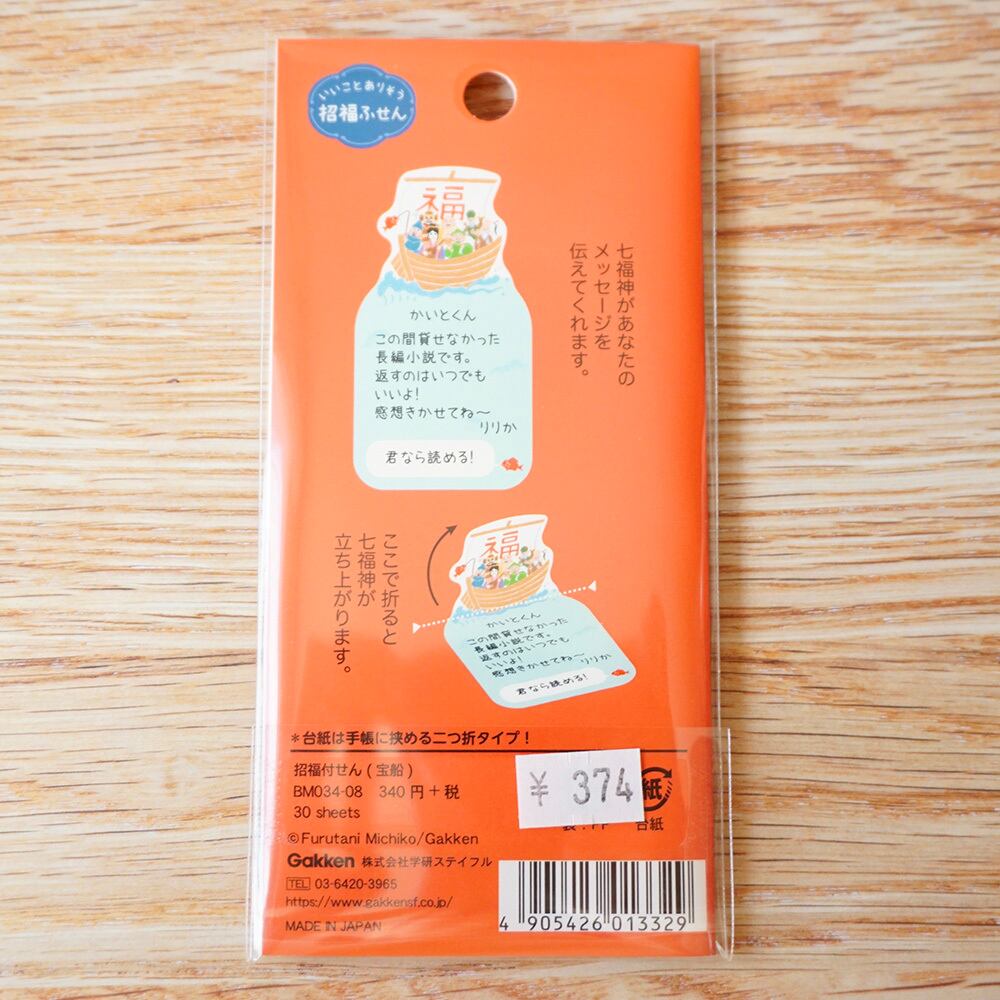 いいことありそう
招福ふせん
福
七福神があなたの
メッセージを
伝えてくれます。
かいとくん
この間貸せなかった
長編小説です。
返すのはいつでも
いいよ!
感想きかせてね〜
りりか
君なら読める!
ここで折ると
七福神が
立ち上がります。
福
かいとくん
この間貸せなかった
長編小説です。
返すのはいつでも
いいよ!
感想きかせてね〜
りりか
君なら読める!
*台紙は手帳に挟める二つ折タイプ!
招福付せん(宝船)
BM034-08 340円+税
30 sheets
¥ 374
紙
袋:PP 台紙
©Furutani Michiko/Gakken
Gakken 株式会社学研ステイフル
TEL 03-6420-3965
https://www.gakkensf.co.jp/
MADE IN JAPAN
4 905426 013329